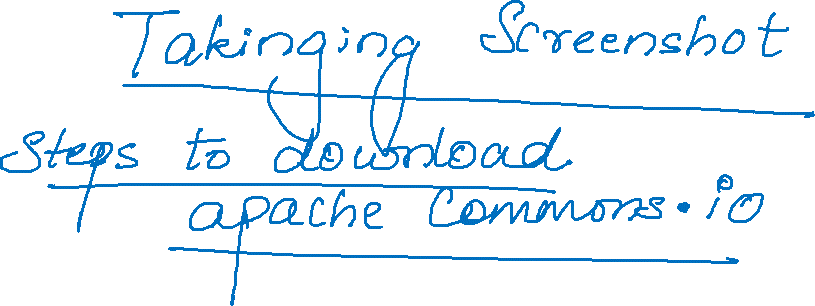 Takinging Screenshot
Steps to download
apache Commons.io